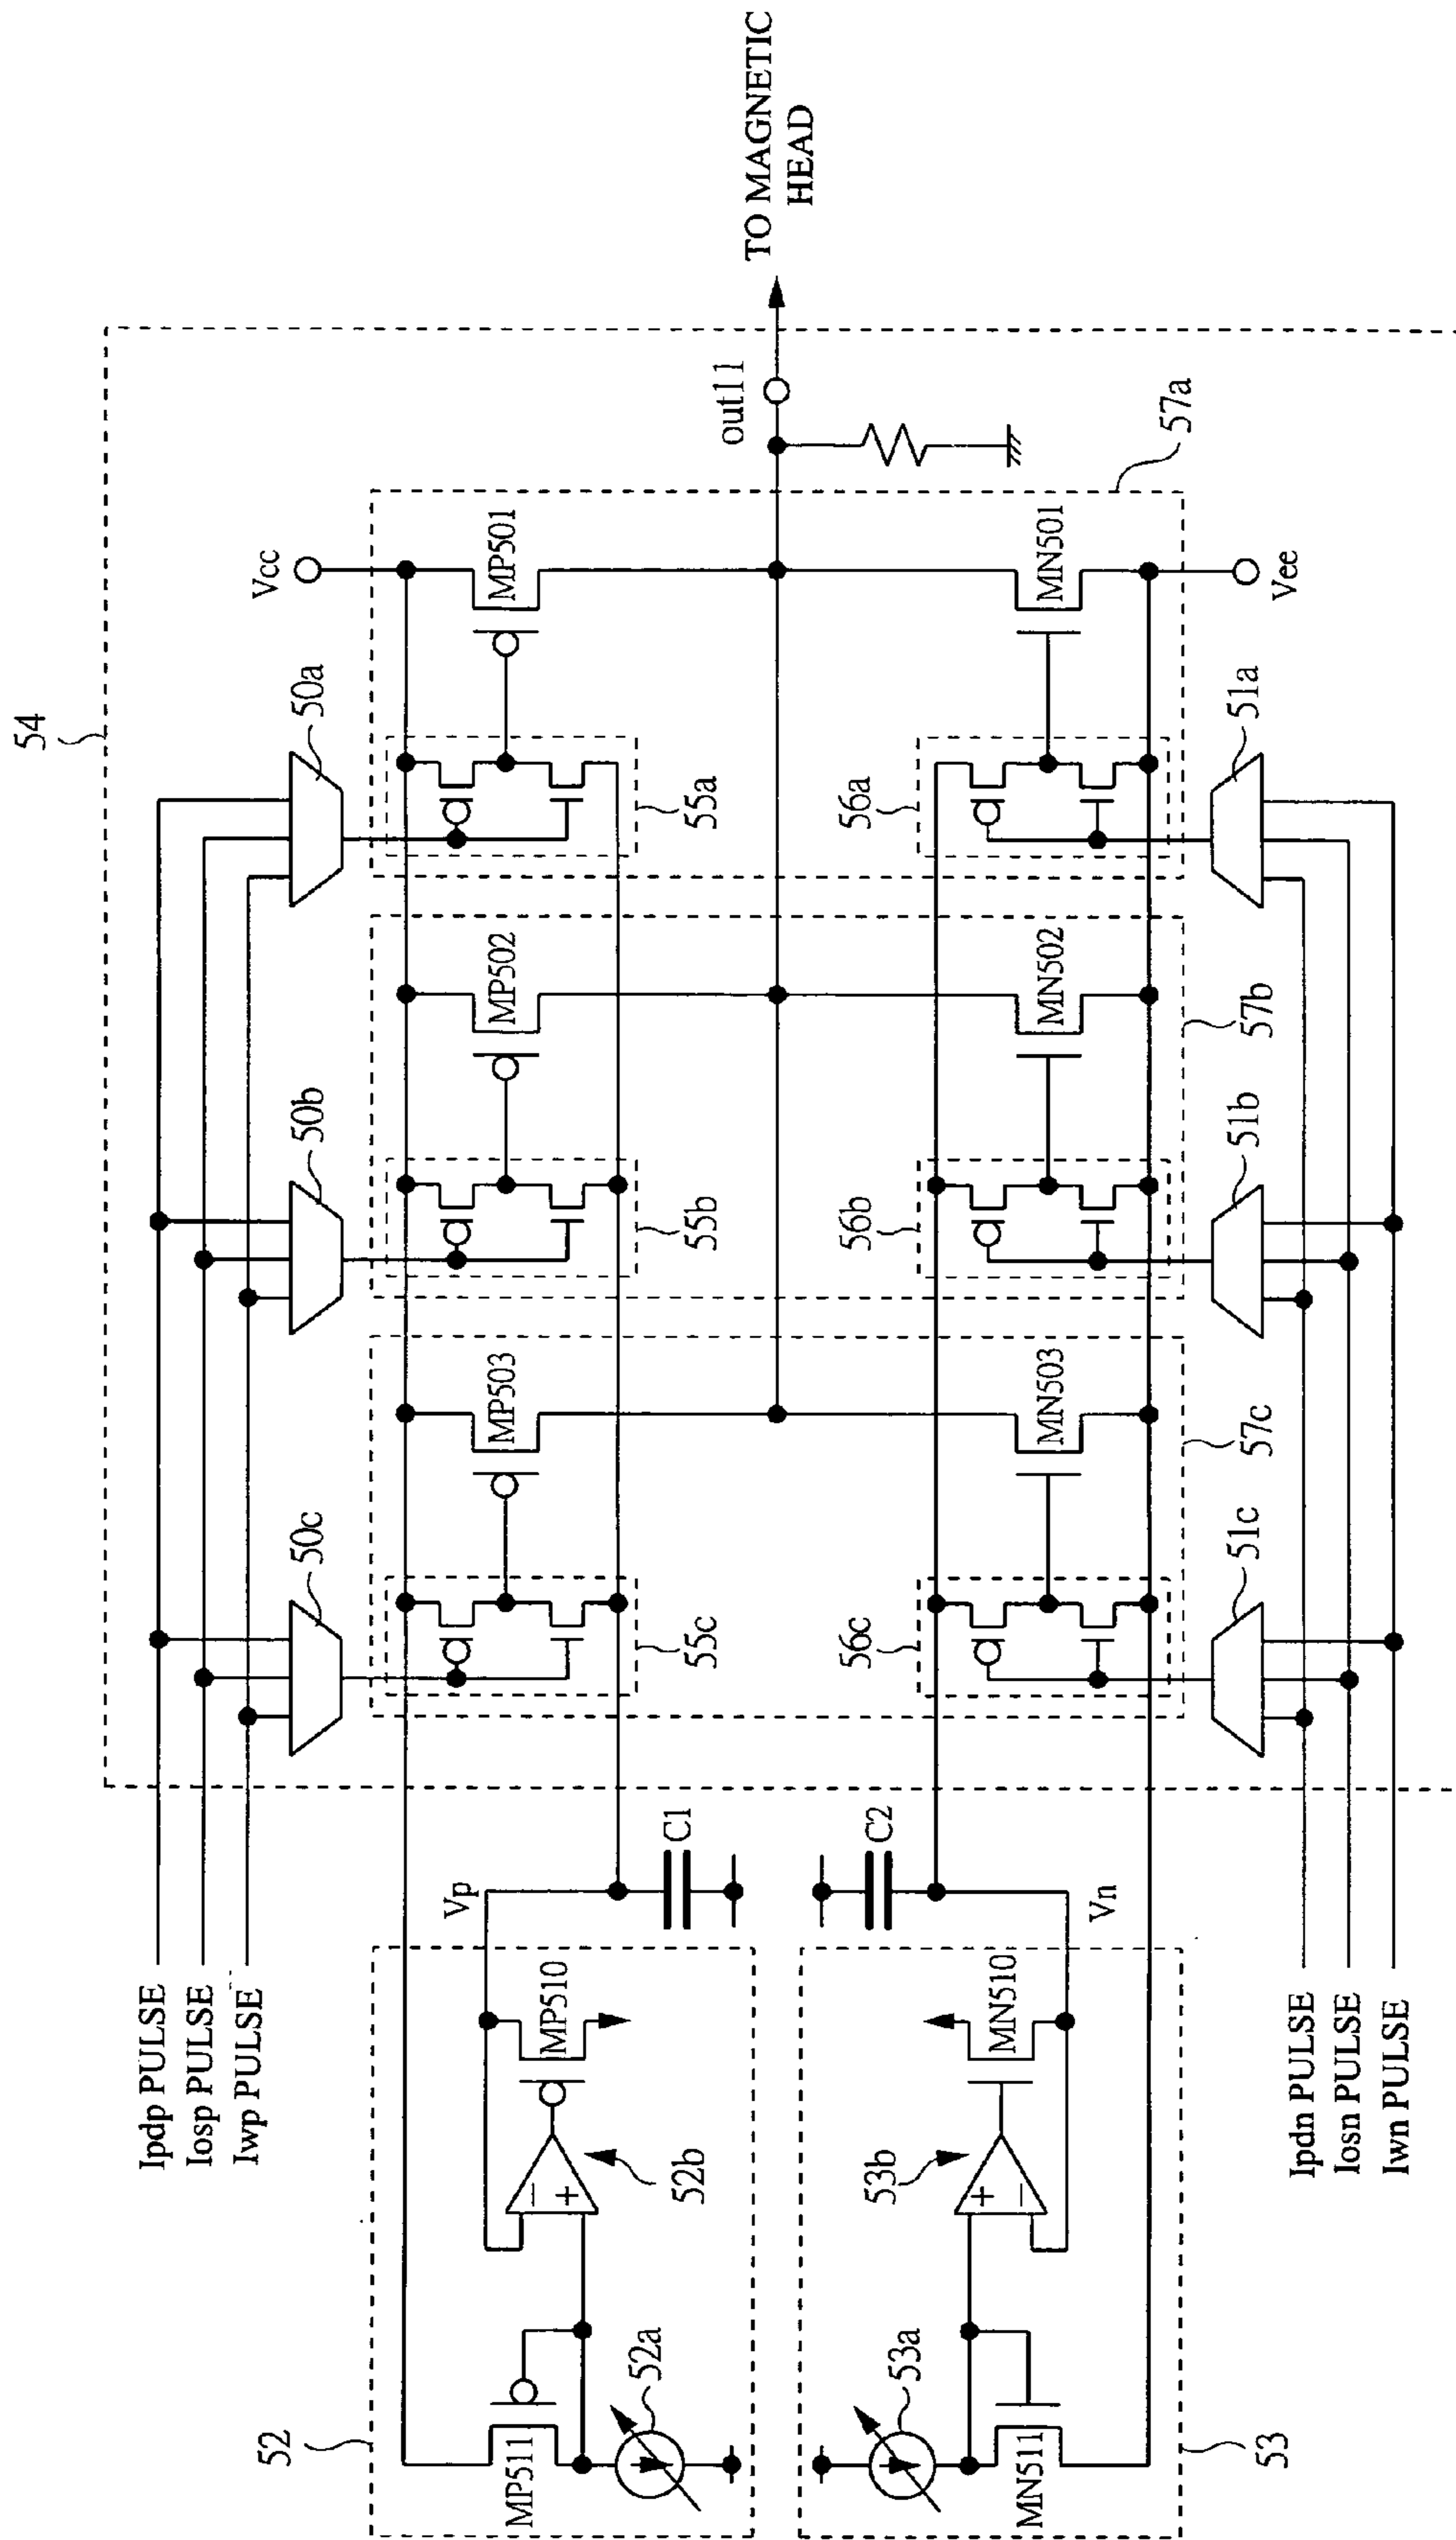 54
TO MAGNETIC
HEAD
Ipdp PULSE
Iosp PULSE
Iwp PULSE
50c
50b
50a
Vcc
out11
52
MP511
52a
52b
MP510
Vp
C1
55c
MP503
55b
MP502
55a
MP501
53
MN511
53a
53b
MN510
Vn
C2
56c
MN503
56b
MN502
56a
MN501
57c
57b
57a
51c
51b
51a
Vee
Ipdn PULSE
Iosn PULSE
Iwn PULSE